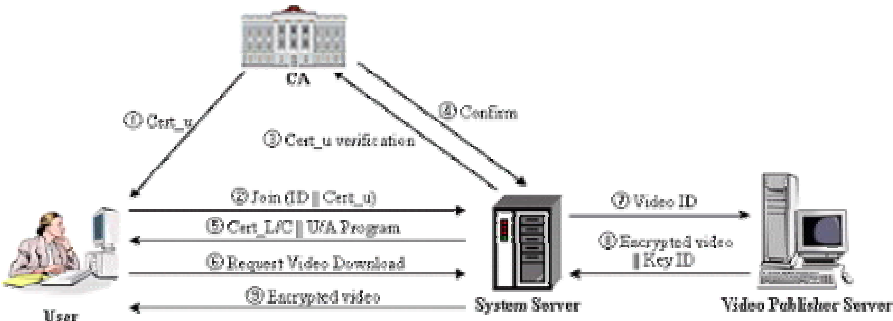 CA
① Cert_u
④ Confirm
③ Cert_u verification
② Join (ID || Cert_u)
⑦ Video ID
⑤ Cert_L/C || U/A Program
⑧ Encrypted video
|| Key ID
⑥ Request Video Download
⑨ Encrypted video
System Server
Video Publisher Server
User